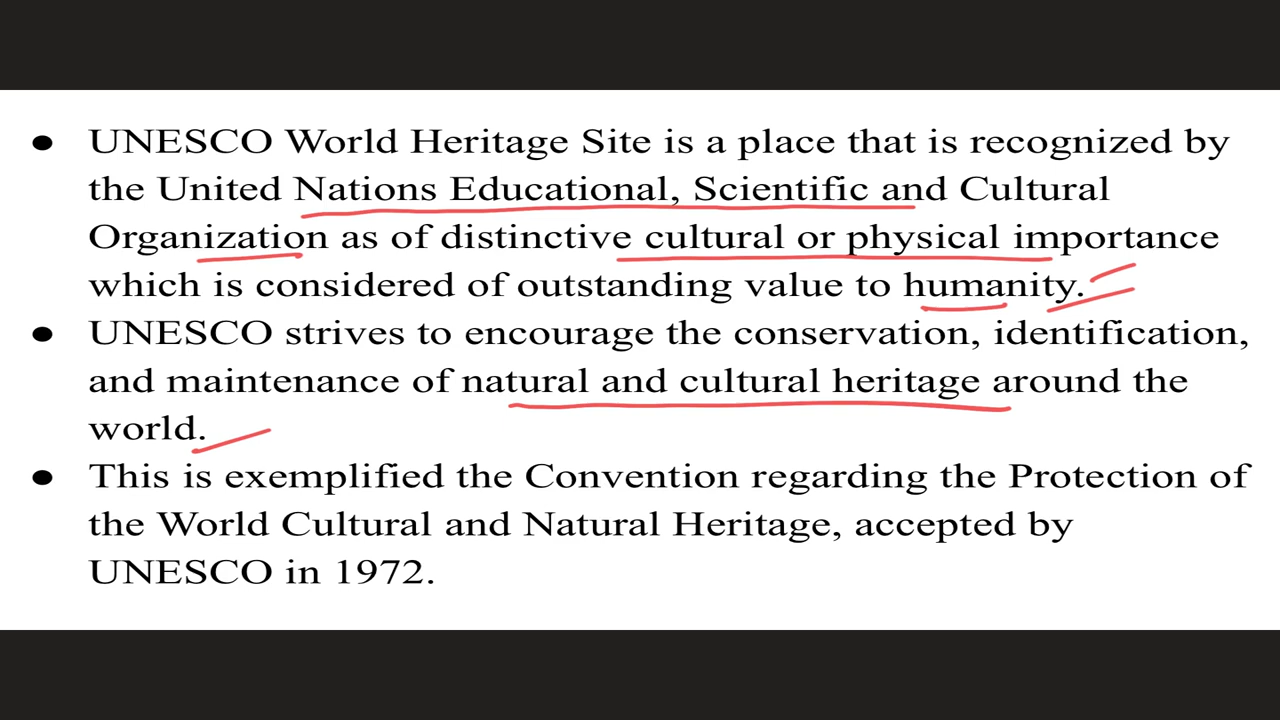 ● UNESCO World Heritage Site is a place that is recognized by
the United Nations Educational, Scientific and Cultural
Organization as of distinctive cultural or physical importance
which is considered of outstanding value to humanity.
● UNESCO strives to encourage the conservation, identification,
and maintenance of natural and cultural heritage around the
world.
● This is exemplified the Convention regarding the Protection of
the World Cultural and Natural Heritage, accepted by
UNESCO in 1972.